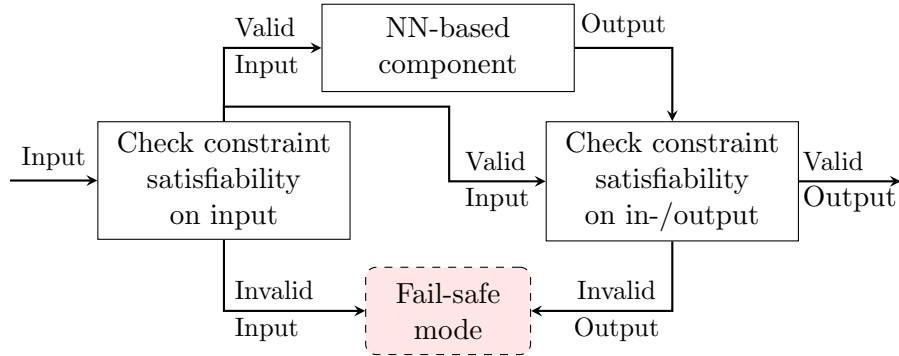 Valid
Input
NN-based
component
Output
Input
Check constraint
satisfiability
on input
Valid
Input
Check constraint
satisfiability
on in-/output
Valid
Output
Invalid
Input
Fail-safe
mode
Invalid
Output